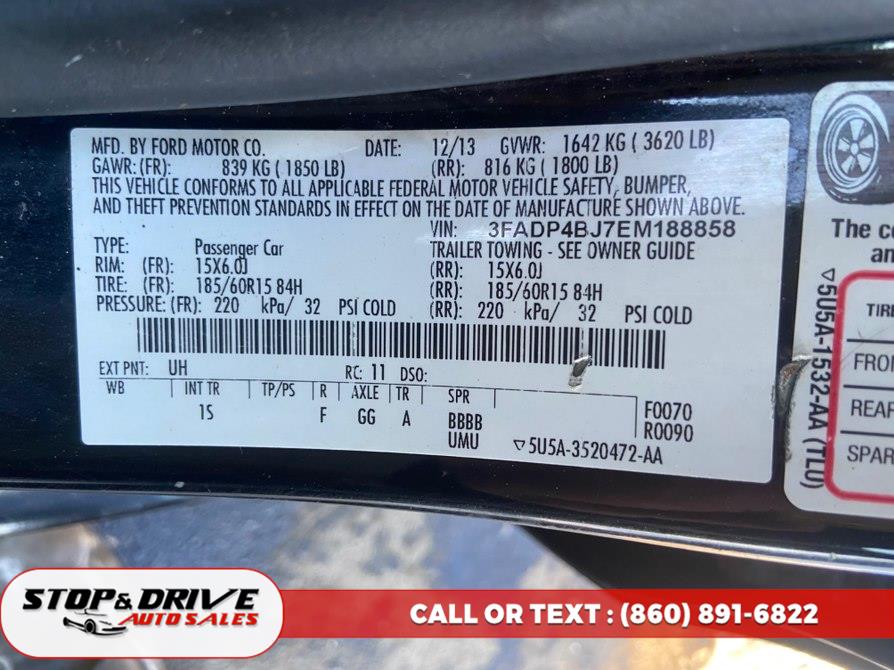 MFD. BY FORD MOTOR CO. DATE: 12/13 GVWR: 1642 KG ( 3620 LB)
GAWR: (FR): 839 KG ( 1850 LB) (RR): 816 KG ( 1800 LB)
THIS VEHICLE CONFORMS TO ALL APPLICABLE FEDERAL MOTOR VEHICLE SAFETY, BUMPER,
AND THEFT PREVENTION STANDARDS IN EFFECT ON THE DATE OF MANUFACTURE SHOWN ABOVE.
VIN: 3FADP4BJ7EM188858
TYPE: Passenger Car TRAILER TOWING - SEE OWNER GUIDE
RIM: (FR): 15X6.0J (RR): 15X6.0J
TIRE: (FR): 185/60R15 84H (RR): 185/60R15 84H
PRESSURE: (FR): 220 kPa/ 32 PSI COLD (RR): 220 kPa/ 32 PSI COLD
EXT PNT: UH RC: 11 DSO:
WB INT TR TP/PS R AXLE TR SPR
1S F GG A BBBB F0070
UMU R0090
▽5U5A-3520472-AA
▽5U5A-1532-AA (TLU)
The co
an
TIRE
FRON
REAR
SPAR
STOP & DRIVE
AUTO SALES
CALL OR TEXT : (860) 891-6822